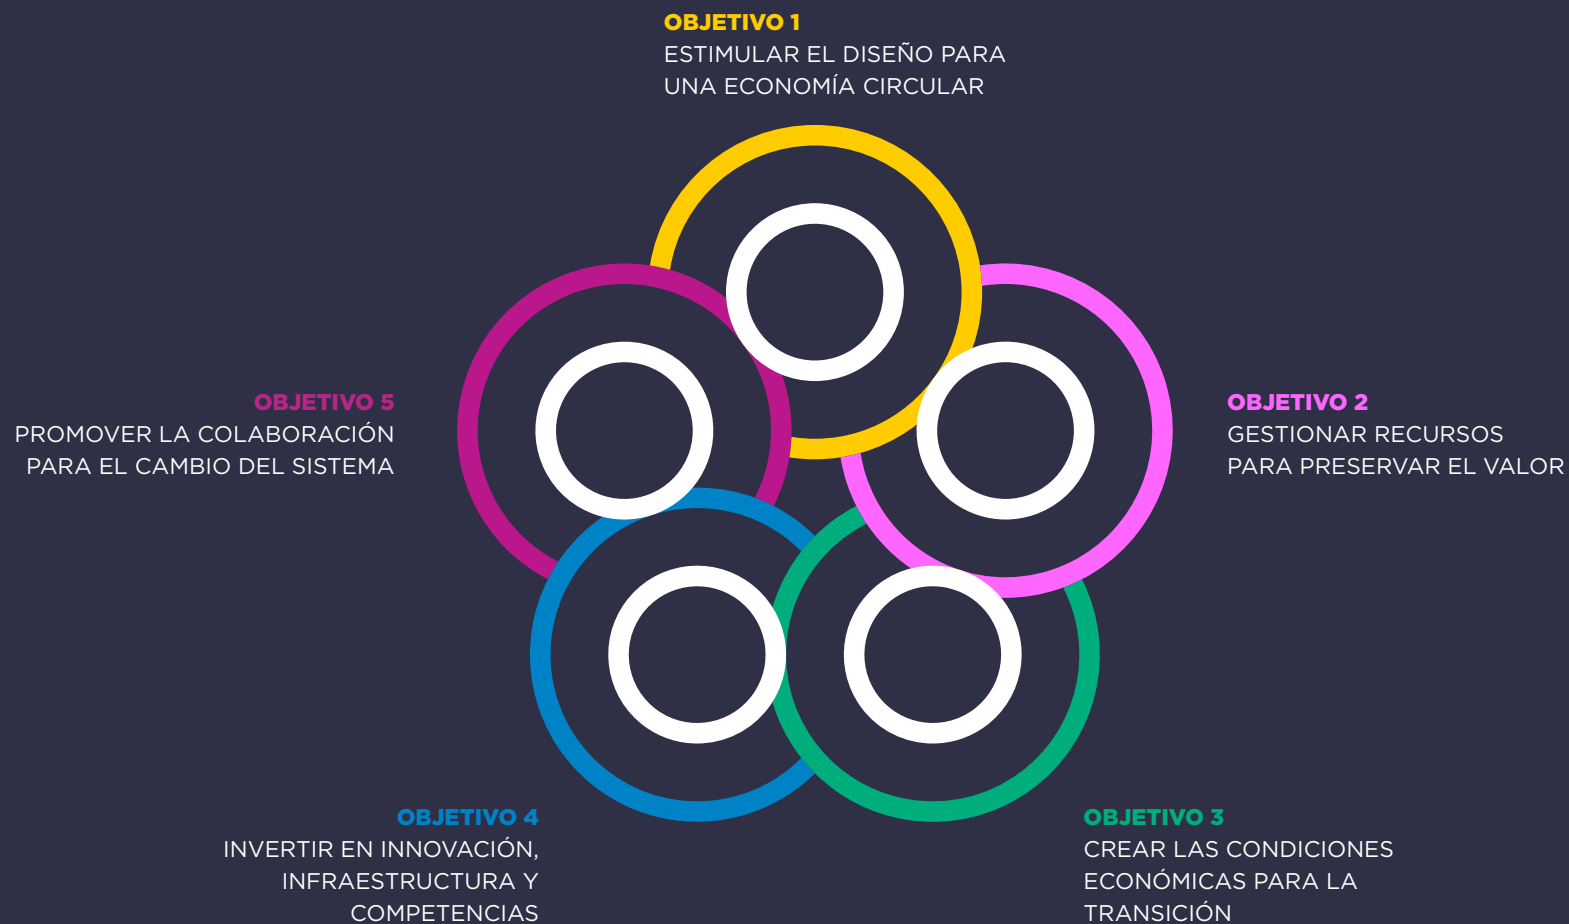 OBJETIVO 1
ESTIMULAR EL DISEÑO PARA
UNA ECONOMÍA CIRCULAR
OBJETIVO 5
PROMOVER LA COLABORACIÓN
PARA EL CAMBIO DEL SISTEMA
OBJETIVO 2
GESTIONAR RECURSOS
PARA PRESERVAR EL VALOR
OBJETIVO 4
INVERTIR EN INNOVACIÓN,
INFRAESTRUCTURA Y
COMPETENCIAS
OBJETIVO 3
CREAR LAS CONDICIONES
ECONÓMICAS PARA LA
TRANSICIÓN